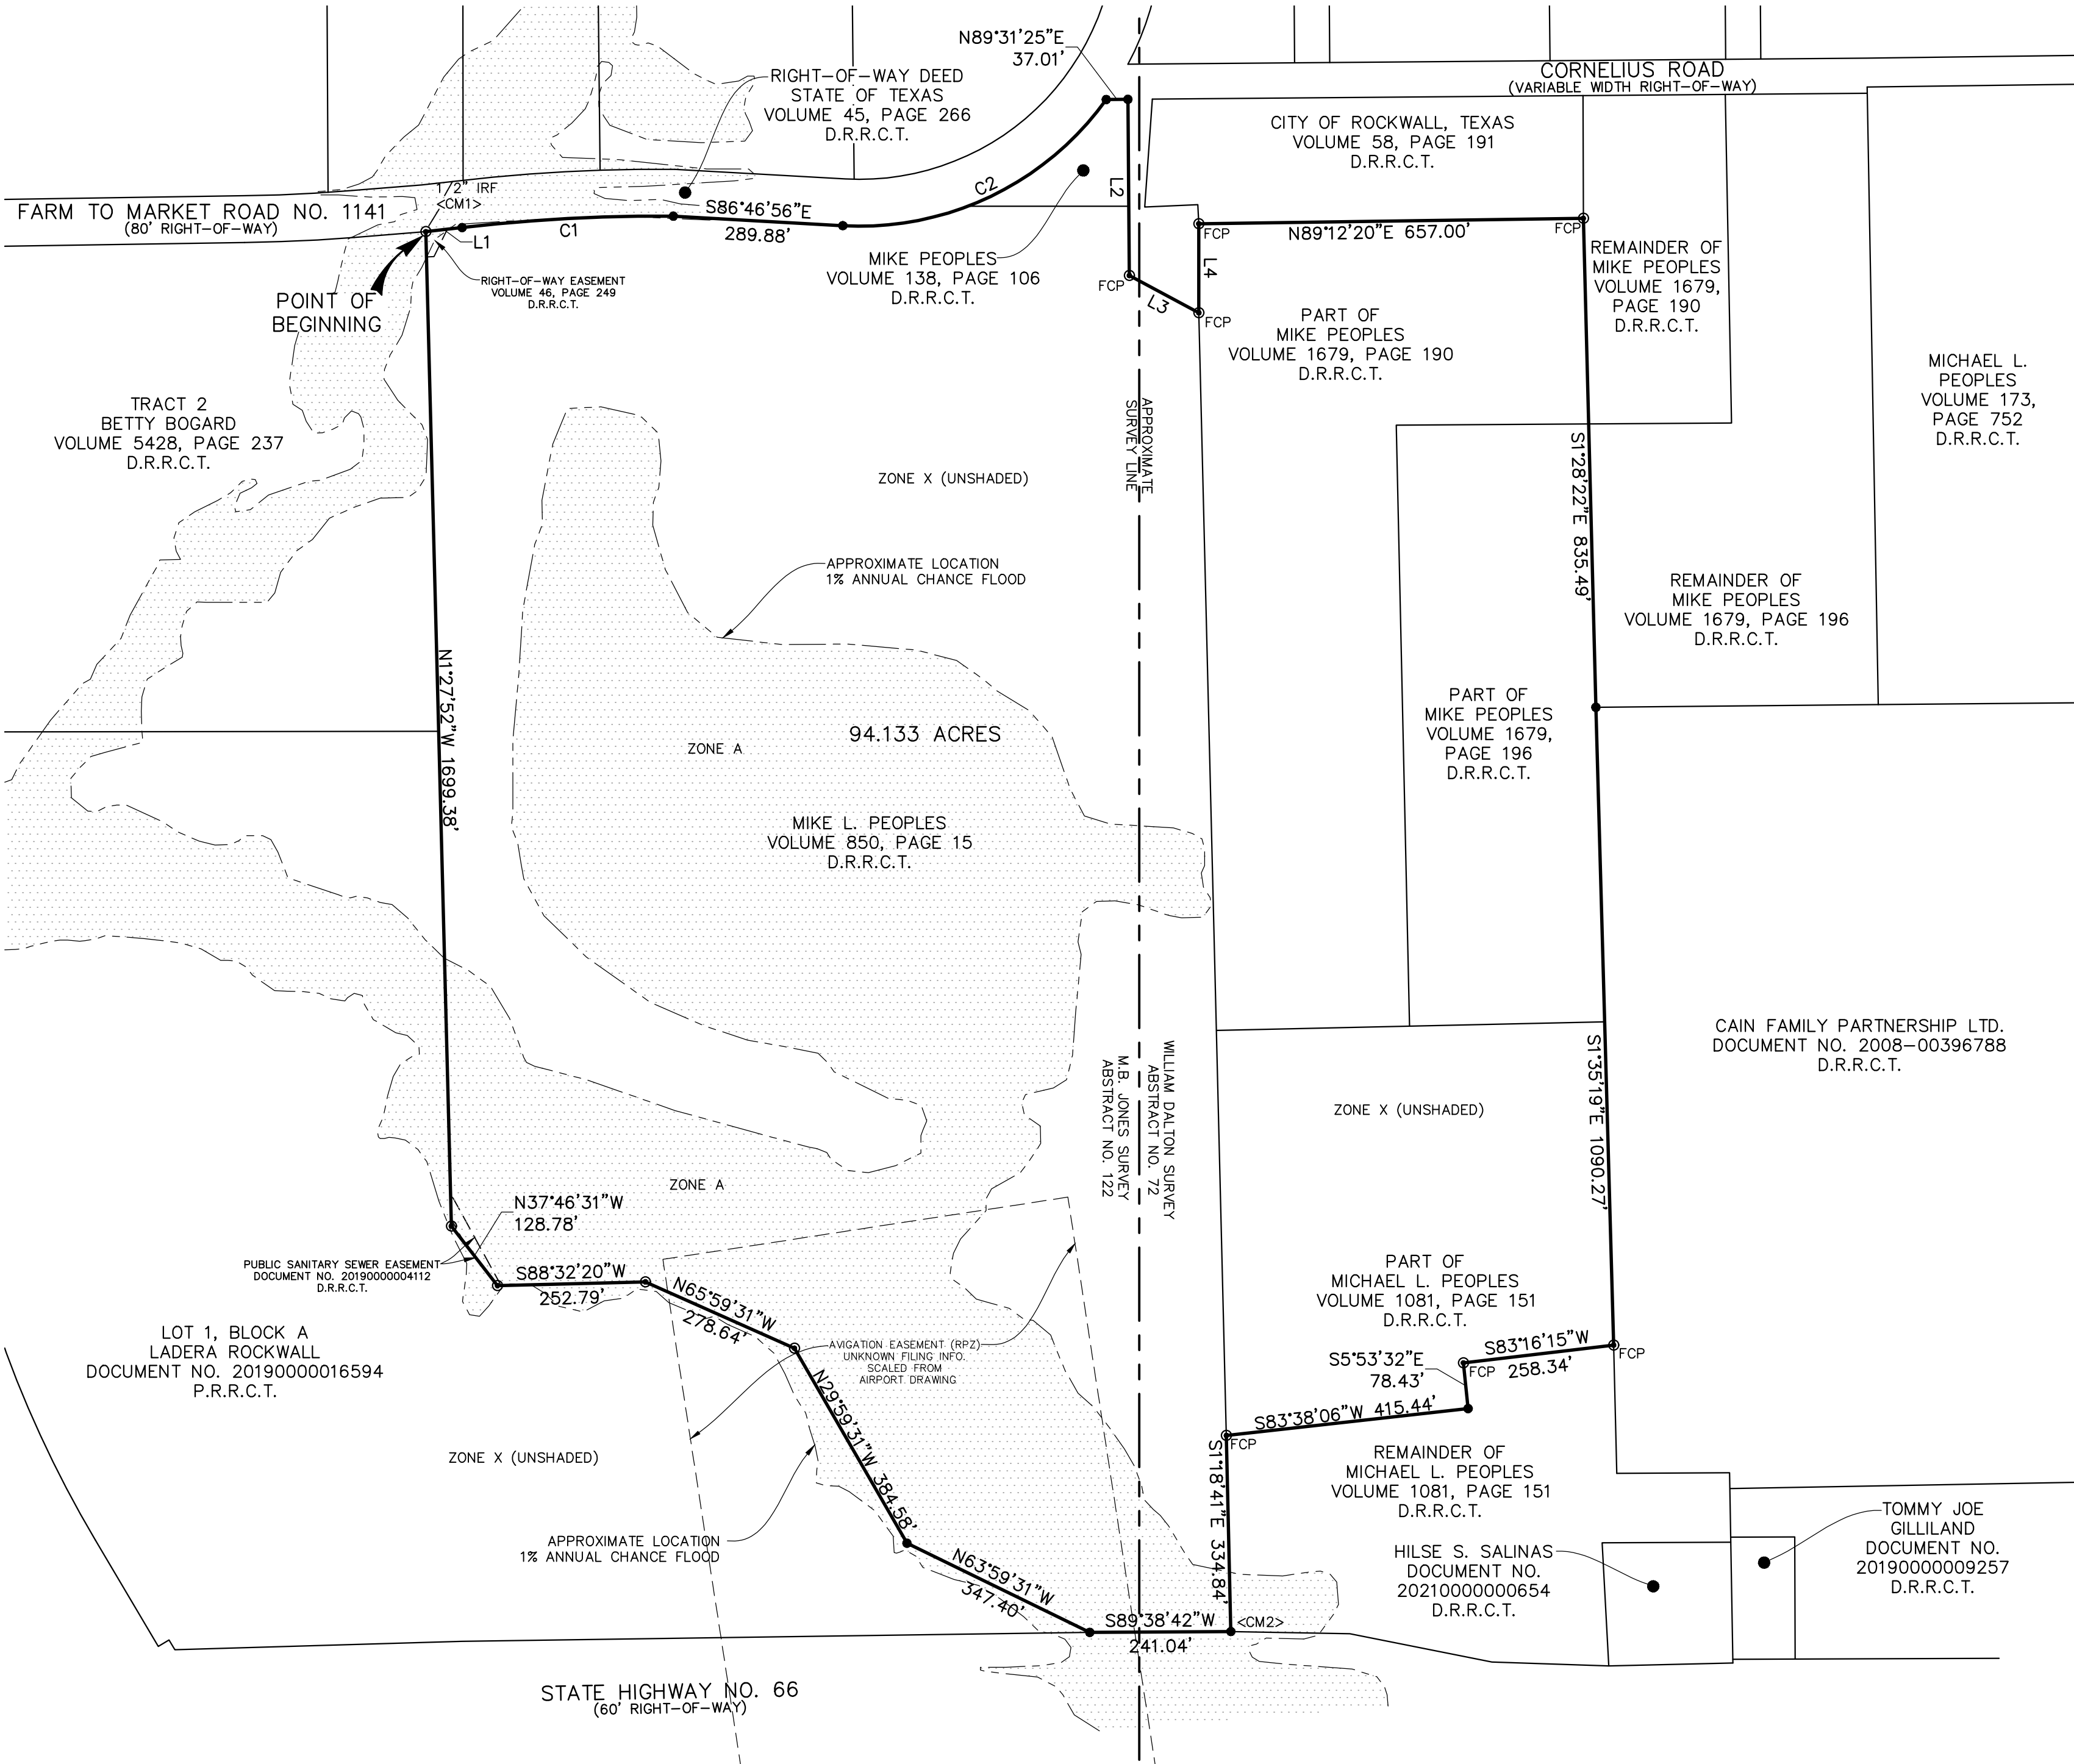 N89°31'25"E
37.01'
RIGHT-OF-WAY DEED
STATE OF TEXAS
VOLUME 45, PAGE 266
D.R.R.C.T.
CORNELIUS ROAD
(VARIABLE WIDTH RIGHT-OF-WAY)
CITY OF ROCKWALL, TEXAS
VOLUME 58, PAGE 191
D.R.R.C.T.
1/2" IRF
<CM1>
FARM TO MARKET ROAD NO. 1141
(80' RIGHT-OF-WAY)
L1
C1
S86°46'56"E
289.88'
C2
L2
L3
L4
FCP
FCP
FCP
FCP
N89°12'20"E 657.00'
RIGHT-OF-WAY EASEMENT
VOLUME 46, PAGE 249
D.R.R.C.T.
POINT OF
BEGINNING
MIKE PEOPLES
VOLUME 138, PAGE 106
D.R.R.C.T.
REMAINDER OF
MIKE PEOPLES
VOLUME 1679,
PAGE 190
D.R.R.C.T.
PART OF
MIKE PEOPLES
VOLUME 1679, PAGE 190
D.R.R.C.T.
MICHAEL L.
PEOPLES
VOLUME 173,
PAGE 752
D.R.R.C.T.
TRACT 2
BETTY BOGARD
VOLUME 5428, PAGE 237
D.R.R.C.T.
APPROXIMATE
SURVEY LINE
ZONE X (UNSHADED)
S1°28'22"E 835.49'
APPROXIMATE LOCATION
1% ANNUAL CHANCE FLOOD
REMAINDER OF
MIKE PEOPLES
VOLUME 1679, PAGE 196
D.R.R.C.T.
N1°27'52"W 1699.38'
94.133 ACRES
ZONE A
PART OF
MIKE PEOPLES
VOLUME 1679,
PAGE 196
D.R.R.C.T.
MIKE L. PEOPLES
VOLUME 850, PAGE 15
D.R.R.C.T.
CAIN FAMILY PARTNERSHIP LTD.
DOCUMENT NO. 2008-00396788
D.R.R.C.T.
WILLIAM DALTON SURVEY
ABSTRACT NO. 72
M.B. JONES SURVEY
ABSTRACT NO. 122
S1°35'19"E 1090.27'
ZONE X (UNSHADED)
ZONE A
N37°46'31"W
128.78'
PUBLIC SANITARY SEWER EASEMENT
DOCUMENT NO. 20190000004112
D.R.R.C.T.
S88°32'20"W
252.79'
N65°59'31"W
278.64'
PART OF
MICHAEL L. PEOPLES
VOLUME 1081, PAGE 151
D.R.R.C.T.
LOT 1, BLOCK A
LADERA ROCKWALL
DOCUMENT NO. 20190000016594
P.R.R.C.T.
AVIGATION EASEMENT (RPZ)
UNKNOWN FILING INFO.
SCALED FROM
AIRPORT DRAWING
S83°16'15"W
258.34'
FCP
FCP
S5°53'32"E
78.43'
S83°38'06"W 415.44'
FCP
N29°59'31"W 384.58'
S1°18'41"E 334.84'
ZONE X (UNSHADED)
REMAINDER OF
MICHAEL L. PEOPLES
VOLUME 1081, PAGE 151
D.R.R.C.T.
APPROXIMATE LOCATION
1% ANNUAL CHANCE FLOOD
N63°59'31"W
347.40'
HILSE S. SALINAS
DOCUMENT NO.
20210000000654
D.R.R.C.T.
TOMMY JOE
GILLILAND
DOCUMENT NO.
20190000009257
D.R.R.C.T.
S89°38'42"W
241.04'
<CM2>
STATE HIGHWAY NO. 66
(60' RIGHT-OF-WAY)